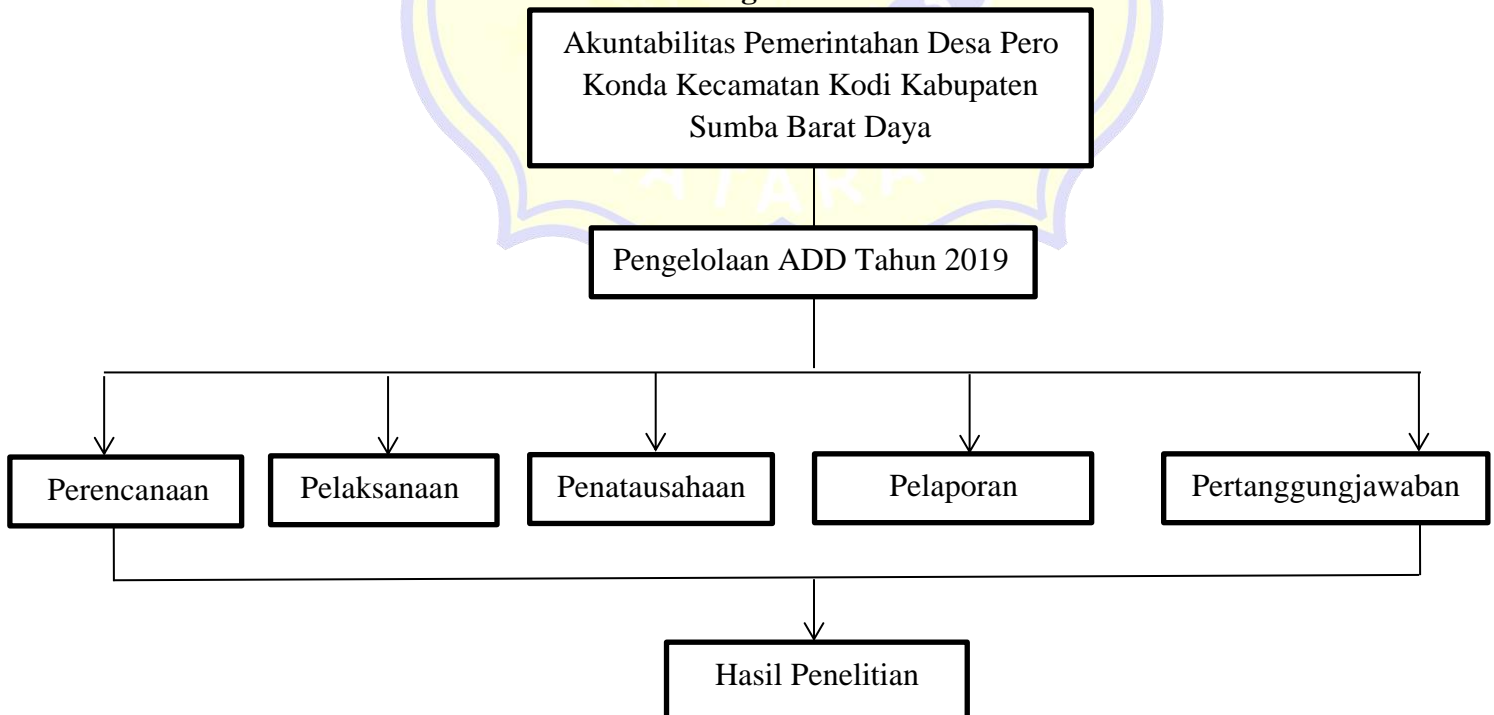 Akuntabilitas Pemerintahan Desa Pero
Konda Kecamatan Kodi Kabupaten
Sumba Barat Daya
Pengelolaan ADD Tahun 2019
Perencanaan
Pelaksanaan
Penatausahaan
Pelaporan
Pertanggungjawaban
Hasil Penelitian